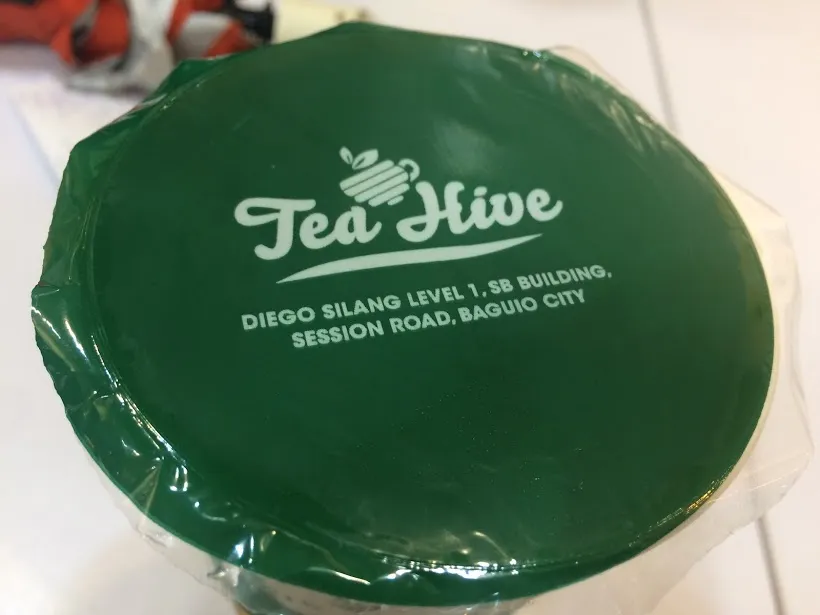 Tea Hive
DIEGO SILANG LEVEL 1, SB BUILDING,
SESSION ROAD, BAGUIO CITY